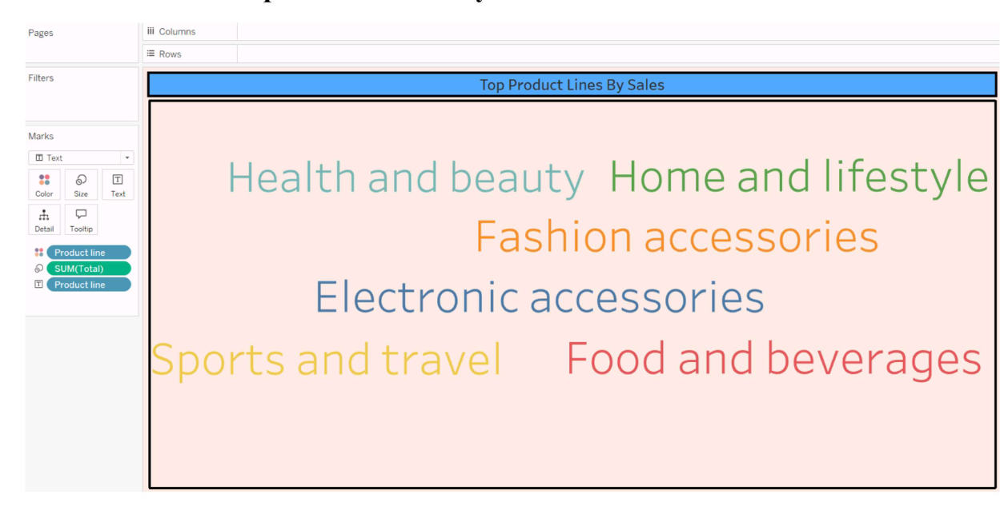 Pages
iii Columns
Rows
Filters
Top Product Lines By Sales
Marks
T Text
Color Size Text
Detail Tooltip
Product line
SUM(Total)
Product line
Health and beauty Home and lifestyle
Fashion accessories
Electronic accessories
Sports and travel Food and beverages